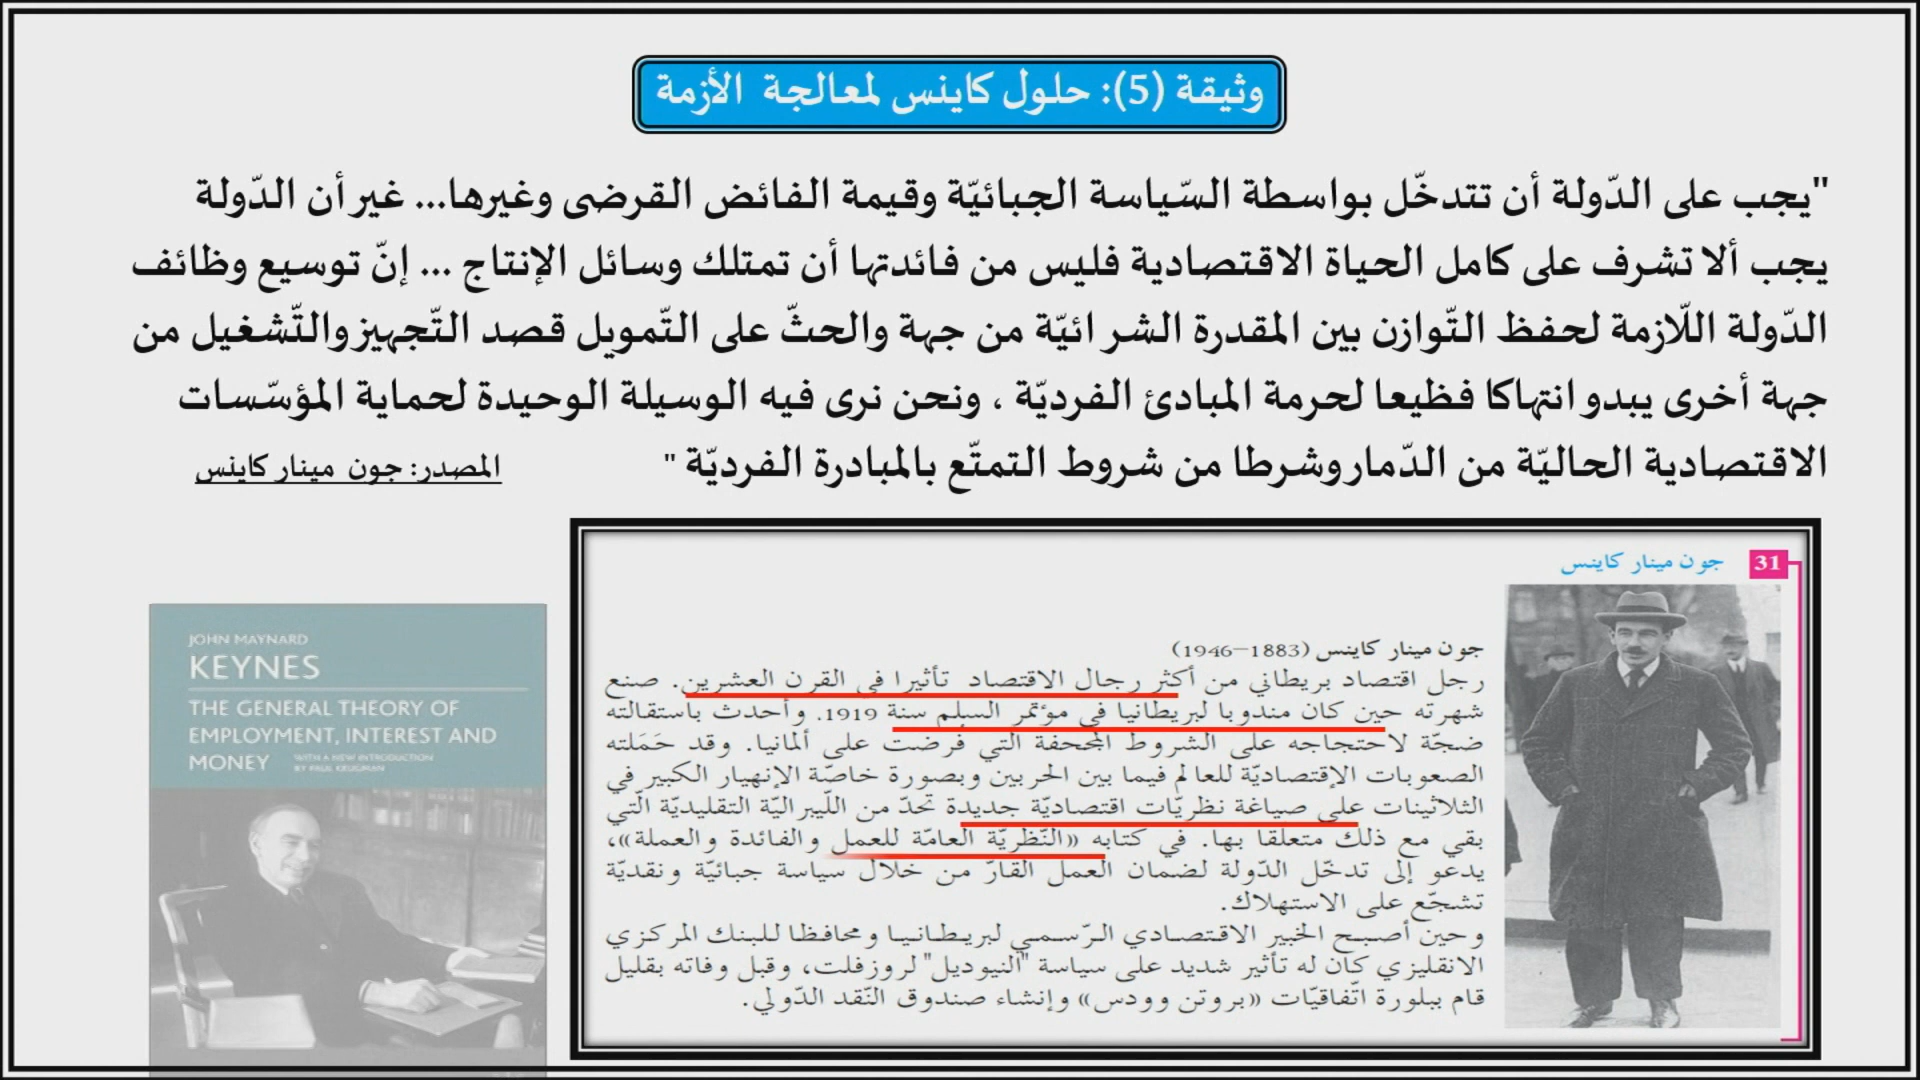 وثيقة (5): حلول كاينس لمعالجة الأزمة
"يجب على الدّولة أن تتدخّل بواسطة السّياسة الجبائيّة وقيمة الفائض القرضى وغيرها... غير أن الدّولة
يجب ألا تشرف على كامل الحياة الاقتصادية فليس من فائدتها أن تمتلك وسائل الإنتاج ... إنّ توسيع وظائف
الدّولة اللّازمة لحفظ التّوازن بين المقدرة الشرائيّة من جهة والحثّ على التّمويل قصد التّجهيز والتّشغيل من
جهة أخرى يبدو انتهاكا فظيعا لحرمة المبادئ الفرديّة ، ونحن نرى فيه الوسيلة الوحيدة لحماية المؤسّسات
الاقتصادية الحاليّة من الدّمار وشرطا من شروط التمتّع بالمبادرة الفرديّة "
المصدر: جون مينار كاينس
31 جون مينار كاينس
جون مينار كاينس (1883–1946)
رجل اقتصاد بريطاني من أكثر رجال الاقتصاد تأثيرا في القرن العشرين. صنع
شهرته حين كان مندوبا لبريطانيا في مؤتمر السلم سنة 1919. وأحدث باستقالته
ضجّة لاحتجاجه على الشروط المجحفة التي فُرضت على ألمانيا. وقد حَمَلته
الصعوبات الإقتصاديّة للعالم فيما بين الحربين وبصورة خاصّة الإنهيار الكبير في
الثلاثينات على صياغة نظريّات اقتصاديّة جديدة تحدّ من اللّيبراليّة التقليديّة الّتي
بقي مع ذلك متعلقا بها. في كتابه «النّظريّة العامّة للعمل والفائدة والعملة»،
يدعو إلى تدخّل الدّولة لضمان العمل القارّ من خلال سياسة جبائيّة ونقديّة
تشجّع على الاستهلاك.
وحين أصبح الخبير الاقتصادي الرّسمي لبريطانيا ومحافظا للبنك المركزي
الانقليزي كان له تأثير شديد على سياسة "النيوديل" لروزفلت، وقبل وفاته بقليل
قام ببلورة اتّفاقيّات «بروتن وودس» وإنشاء صندوق النّقد الدّولي.
JOHN MAYNARD
KEYNES
THE GENERAL THEORY OF
EMPLOYMENT, INTEREST AND
MONEY
WITH A NEW INTRODUCTION
BY PAUL KRUGMAN